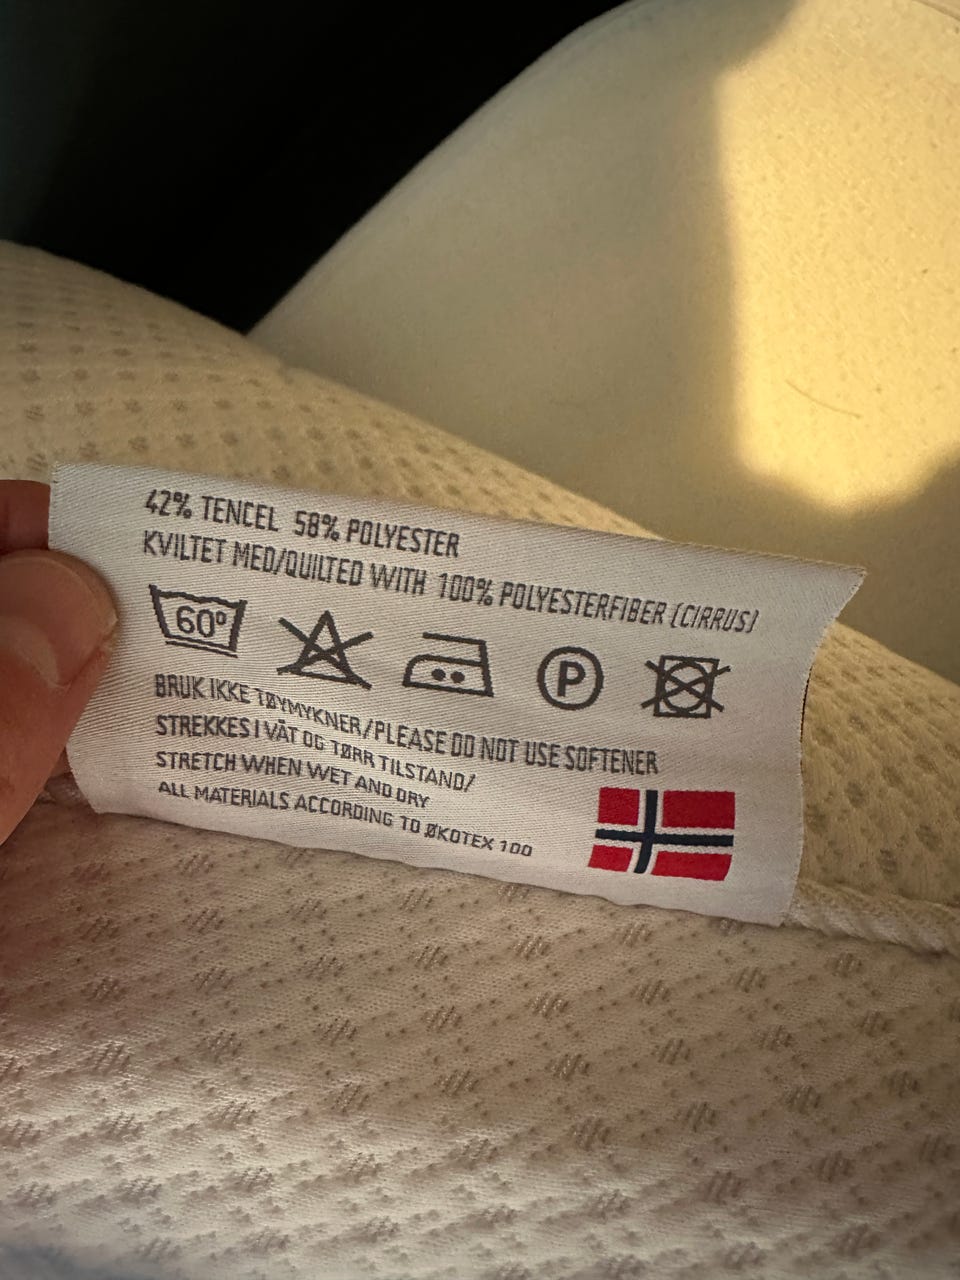 42% TENCEL 58% POLYESTER
KVILTET MED/QUILTED WITH 100% POLYESTERFIBER (CIRRUS)
60°
P
BRUK IKKE TØYMYKNER/PLEASE DO NOT USE SOFTENER
STREKKES I VÅT OG TØRR TILSTAND/
STRETCH WHEN WET AND DRY
ALL MATERIALS ACCORDING TO ØKOTEX 100